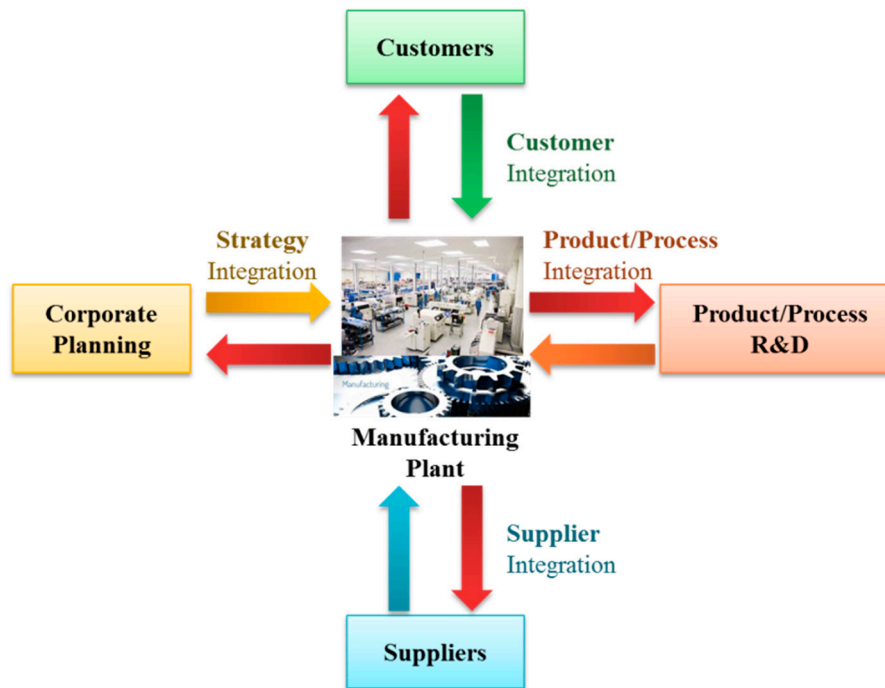 Customers
Customer
Integration
Strategy
Integration
Product/Process
Integration
Corporate
Planning
Product/Process
R&D
Manufacturing
Manufacturing
Plant
Supplier
Integration
Suppliers